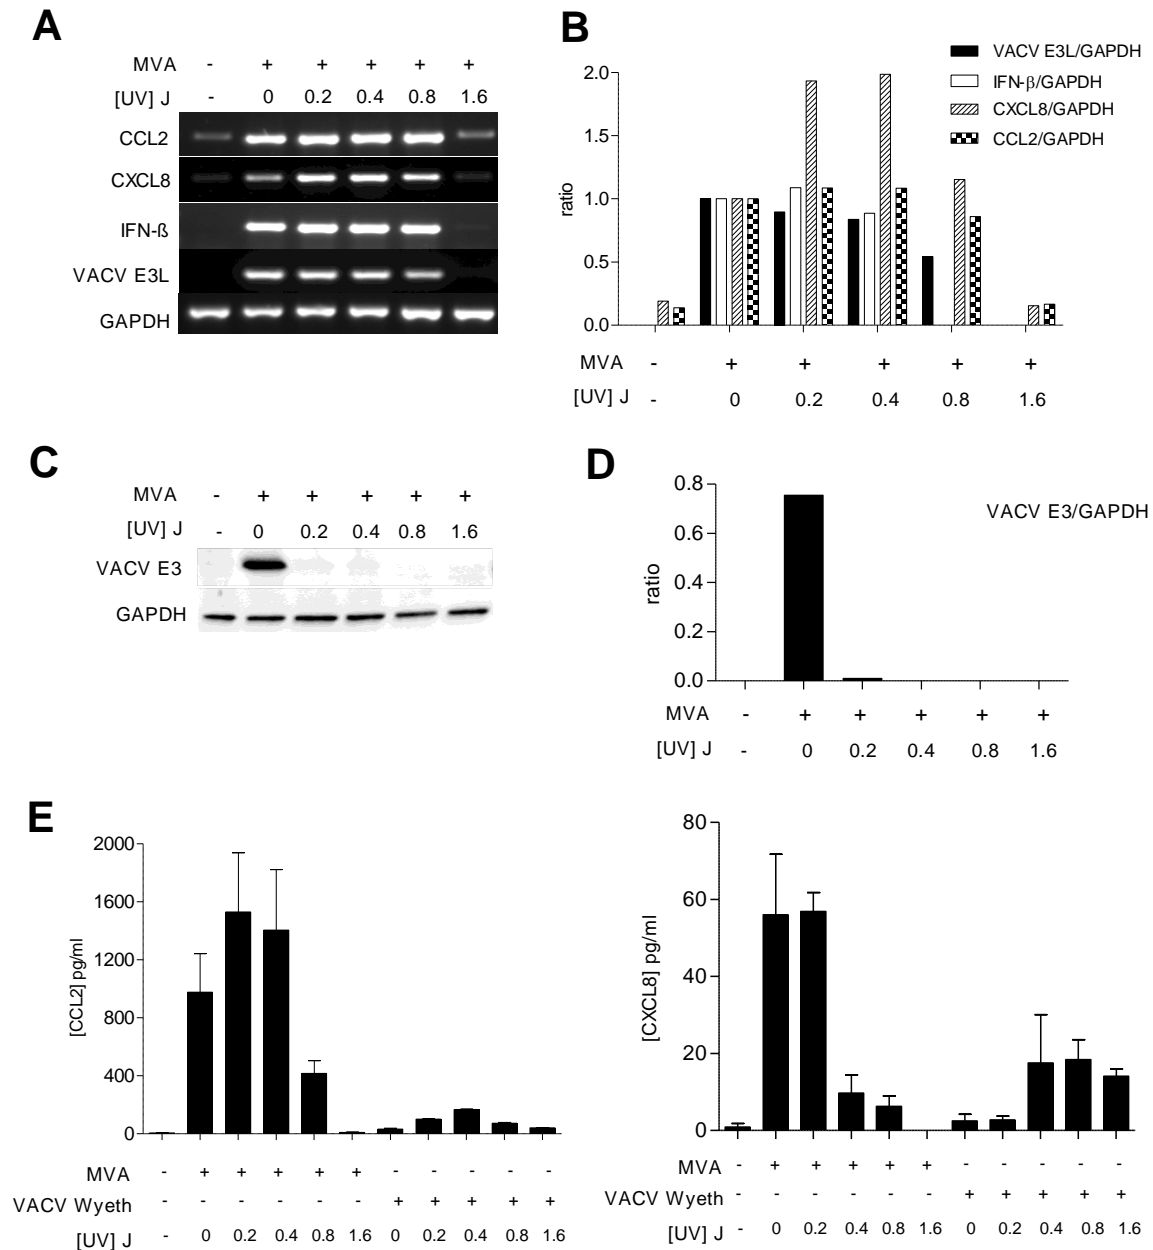 A
MVA - + + + + +
[UV] J - 0 0.2 0.4 0.8 1.6
CCL2
CXCL8
IFN-ß
VACV E3L
GAPDH
B
VACV E3L/GAPDH
IFN-β/GAPDH
CXCL8/GAPDH
CCL2/GAPDH
2.0
1.5
1.0
0.5
0.0
ratio
MVA - + + + + +
[UV] J - 0 0.2 0.4 0.8 1.6
C
MVA - + + + + +
[UV] J - 0 0.2 0.4 0.8 1.6
VACV E3
GAPDH
D
VACV E3/GAPDH
0.8
0.6
0.4
0.2
0.0
ratio
MVA - + + + + +
[UV] J - 0 0.2 0.4 0.8 1.6
E
2000
1600
1200
800
400
0
[CCL2] pg/ml
MVA - + + + + + - - - - -
VACV Wyeth - - - - - - + + + + +
[UV] J - 0 0.2 0.4 0.8 1.6 0 0.2 0.4 0.8 1.6
80
60
40
20
0
[CXCL8] pg/ml
MVA - + + + + + - - - - -
VACV Wyeth - - - - - - + + + + +
[UV] J - 0 0.2 0.4 0.8 1.6 0 0.2 0.4 0.8 1.6